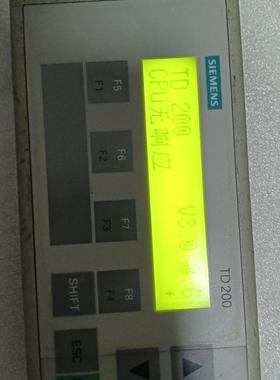 SIEMENS
TD 200
TD 200 V3.0
CPU无响应
F5
F1
F6
F2
F7
F3
F8
F4
SHIFT
ESC